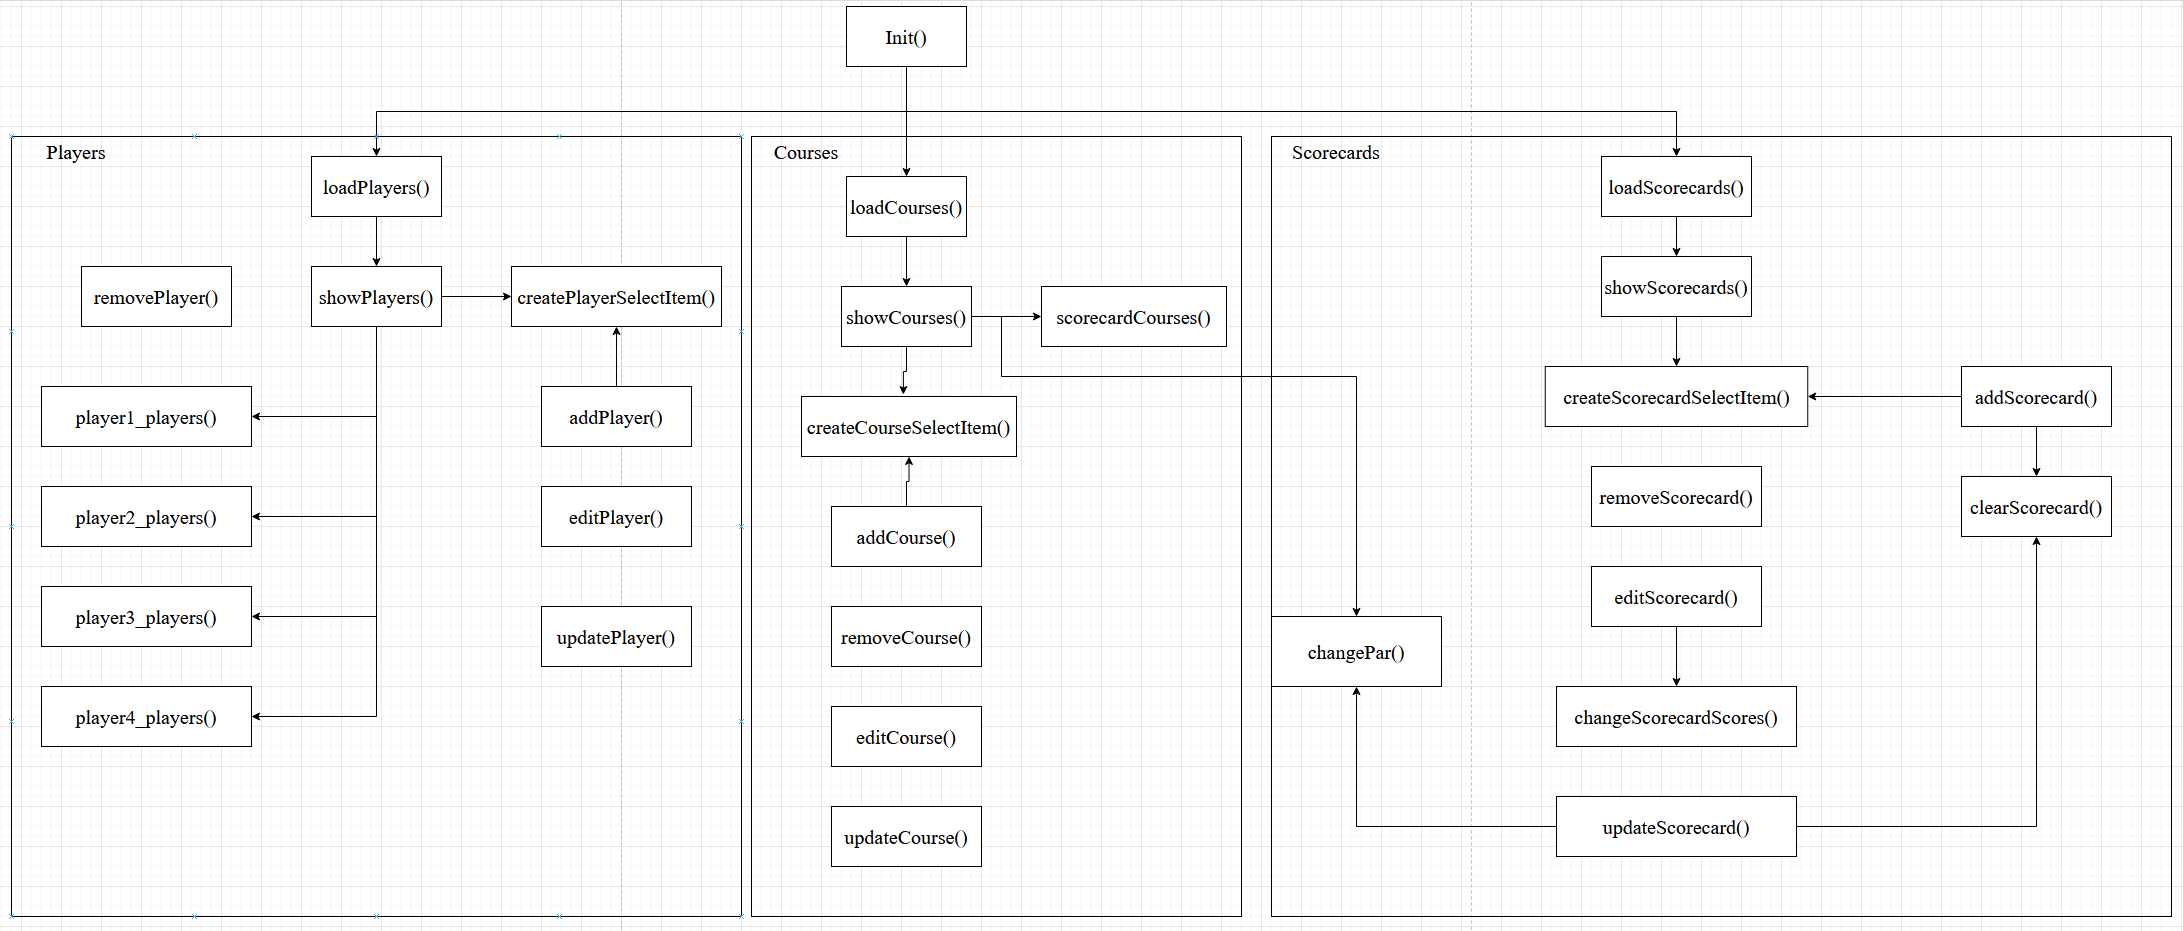 Init()
Players
loadPlayers()
removePlayer()
showPlayers()
createPlayerSelectItem()
player1_players()
addPlayer()
player2_players()
editPlayer()
player3_players()
updatePlayer()
player4_players()
Courses
loadCourses()
showCourses()
scorecardCourses()
createCourseSelectItem()
addCourse()
removeCourse()
editCourse()
updateCourse()
Scorecards
loadScorecards()
showScorecards()
createScorecardSelectItem()
addScorecard()
removeScorecard()
clearScorecard()
editScorecard()
changePar()
changeScorecardScores()
updateScorecard()